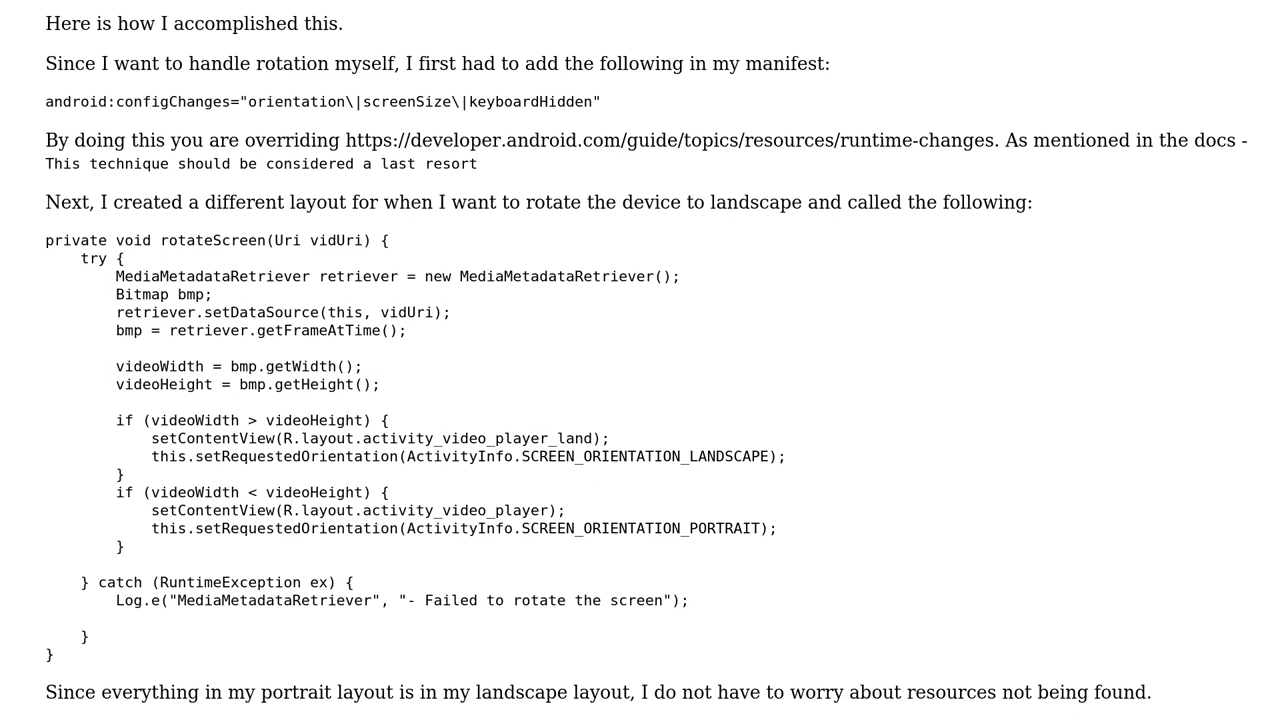 Here is how I accomplished this.
Since I want to handle rotation myself, I first had to add the following in my manifest:
android:configChanges="orientation\|screenSize\|keyboardHidden"
By doing this you are overriding https://developer.android.com/guide/topics/resources/runtime-changes. As mentioned in the docs -
This technique should be considered a last resort
Next, I created a different layout for when I want to rotate the device to landscape and called the following:
private void rotateScreen(Uri vidUri) {
    try {
        MediaMetadataRetriever retriever = new MediaMetadataRetriever();
        Bitmap bmp;
        retriever.setDataSource(this, vidUri);
        bmp = retriever.getFrameAtTime();

        videoWidth = bmp.getWidth();
        videoHeight = bmp.getHeight();

        if (videoWidth > videoHeight) {
            setContentView(R.layout.activity_video_player_land);
            this.setRequestedOrientation(ActivityInfo.SCREEN_ORIENTATION_LANDSCAPE);
        }
        if (videoWidth < videoHeight) {
            setContentView(R.layout.activity_video_player);
            this.setRequestedOrientation(ActivityInfo.SCREEN_ORIENTATION_PORTRAIT);
        }

    } catch (RuntimeException ex) {
        Log.e("MediaMetadataRetriever", "- Failed to rotate the screen");

    }
}
Since everything in my portrait layout is in my landscape layout, I do not have to worry about resources not being found.